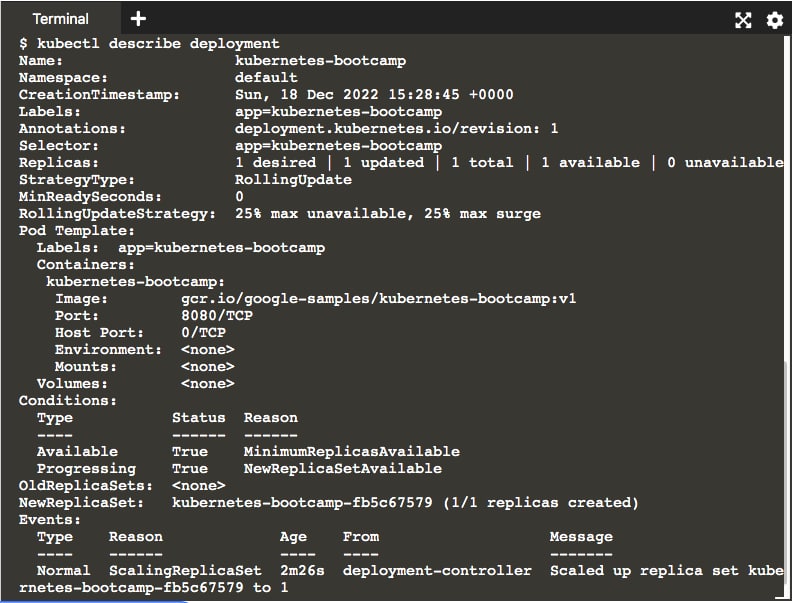 Terminal
$ kubectl describe deployment
Name:                   kubernetes-bootcamp
Namespace:              default
CreationTimestamp:      Sun, 18 Dec 2022 15:28:45 +0000
Labels:                 app=kubernetes-bootcamp
Annotations:            deployment.kubernetes.io/revision: 1
Selector:               app=kubernetes-bootcamp
Replicas:               1 desired | 1 updated | 1 total | 1 available | 0 unavailable
StrategyType:           RollingUpdate
MinReadySeconds:        0
RollingUpdateStrategy:  25% max unavailable, 25% max surge
Pod Template:
  Labels:  app=kubernetes-bootcamp
  Containers:
   kubernetes-bootcamp:
    Image:        gcr.io/google-samples/kubernetes-bootcamp:v1
    Port:         8080/TCP
    Host Port:    0/TCP
    Environment:  <none>
    Mounts:       <none>
  Volumes:        <none>
Conditions:
  Type           Status  Reason
  ----           ------  ------
  Available      True    MinimumReplicasAvailable
  Progressing    True    NewReplicaSetAvailable
OldReplicaSets:  <none>
NewReplicaSet:   kubernetes-bootcamp-fb5c67579 (1/1 replicas created)
Events:
  Type    Reason             Age    From                   Message
  ----    ------             ----   ----                   -------
  Normal  ScalingReplicaSet  2m26s  deployment-controller  Scaled up replica set kube
rnetes-bootcamp-fb5c67579 to 1